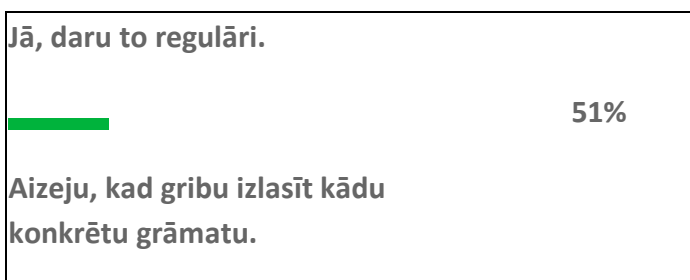 Jā, daru to regulāri.
51%
Aizeju, kad gribu izlasīt kādu
konkrētu grāmatu.